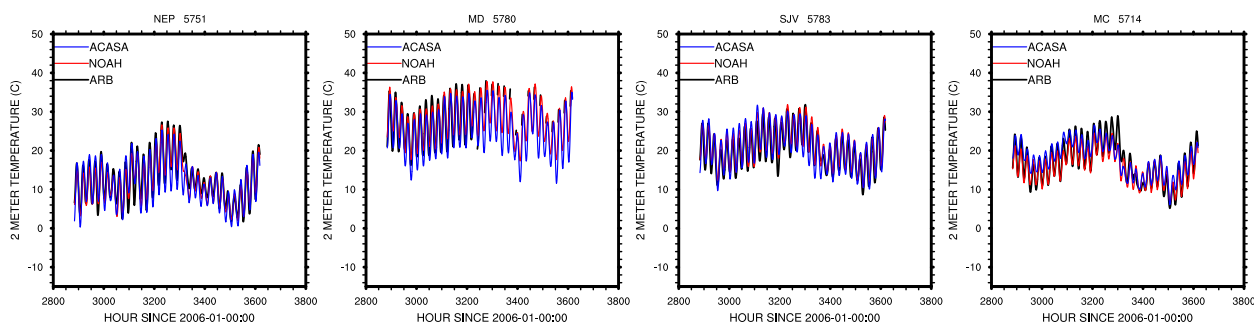 NEP 5751
50
40
30
20
10
0
-10
2 METER TEMPERATURE (C)
ACASA
NOAH
ARB
2800 3000 3200 3400 3600 3800
HOUR SINCE 2006-01-00:00
MD 5780
50
40
30
20
10
0
-10
2 METER TEMPERATURE (C)
ACASA
NOAH
ARB
2800 3000 3200 3400 3600 3800
HOUR SINCE 2006-01-00:00
SJV 5783
50
40
30
20
10
0
-10
2 METER TEMPERATURE (C)
ACASA
NOAH
ARB
2800 3000 3200 3400 3600 3800
HOUR SINCE 2006-01-00:00
MC 5714
50
40
30
20
10
0
-10
2 METER TEMPERATURE (C)
ACASA
NOAH
ARB
2800 3000 3200 3400 3600 3800
HOUR SINCE 2006-01-00:00